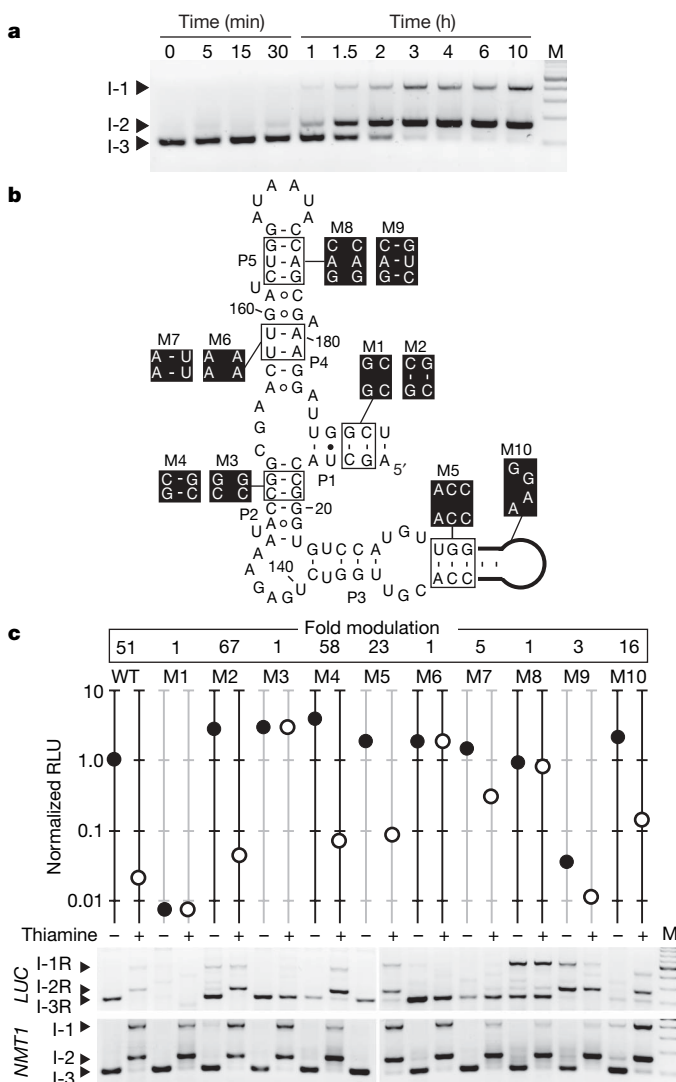 a
Time (min) Time (h)
0 5 15 30 1 1.5 2 3 4 6 10 M
I-1
I-2
I-3
b
A A
U U
A A
G - C
M8 M9
C - C C C C - G
P5 U - A A A A - U
C - G G G G - C
U A o C
160 G - G
A
M7 M6
A - U A A U - A 180
A - U A A U - A P4
M1 M2
C - G G C C G
A o G G C G C
A A
G U
G U G G C U
C U U C G A
G - C A P1 5′
M4 M3
C - G G G C - C
G - C C C C - G
P2 C - G 20
A o G
U A - U
A G U C C A U G U
A 140 C U G G U U G C
G A G U P3
M5
A C C
A C C
U G G
A C C
M10
G
G
A
A
c
Fold modulation
51 1 67 1 58 23 1 5 1 3 16
WT M1 M2 M3 M4 M5 M6 M7 M8 M9 M10
Normalized RLU
10
1.0
0.1
0.01
Thiamine − + − + − + − + − + − + − + − + − + − + − + M
LUC
I-1R
I-2R
I-3R
NMT1
I-1
I-2
I-3